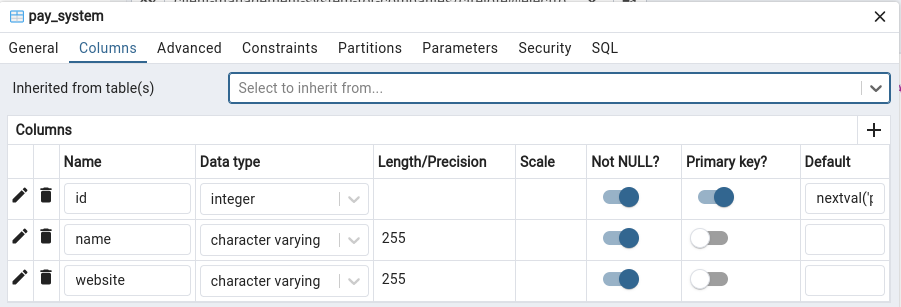 pay_system
General Columns Advanced Constraints Partitions Parameters Security SQL
Inherited from table(s) Select to inherit from...
Columns
Name Data type Length/Precision Scale Not NULL? Primary key? Default
id integer nextval('p
name character varying 255
website character varying 255